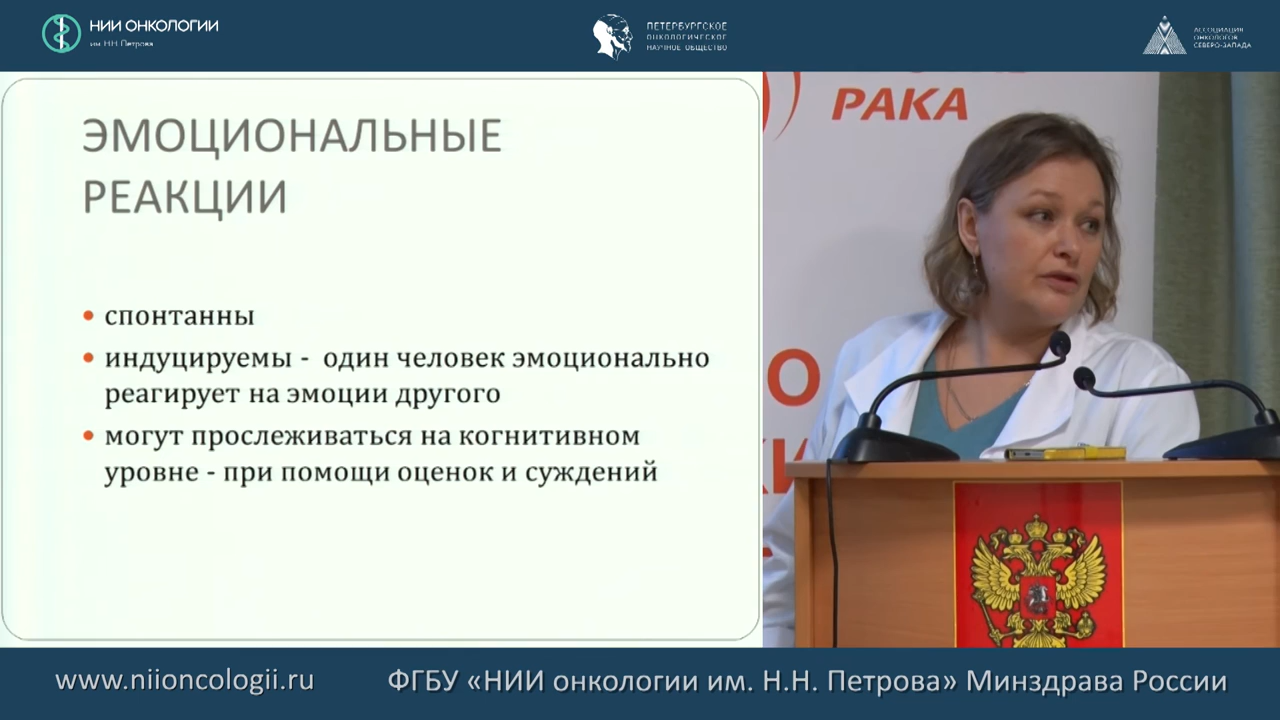 НИИ ОНКОЛОГИИ
им. Н.Н. Петрова
ПЕТЕРБУРГСКОЕ
ОНКОЛОГИЧЕСКОЕ
НАУЧНОЕ ОБЩЕСТВО
АССОЦИАЦИЯ
ОНКОЛОГОВ
СЕВЕРО-ЗАПАДА
ЭМОЦИОНАЛЬНЫЕ
РЕАКЦИИ
• спонтанны
• индуцируемы - один человек эмоционально
реагирует на эмоции другого
• могут прослеживаться на когнитивном
уровне - при помощи оценок и суждений
РАКА
www.niioncologii.ru
ФГБУ «НИИ онкологии им. Н.Н. Петрова» Минздрава России